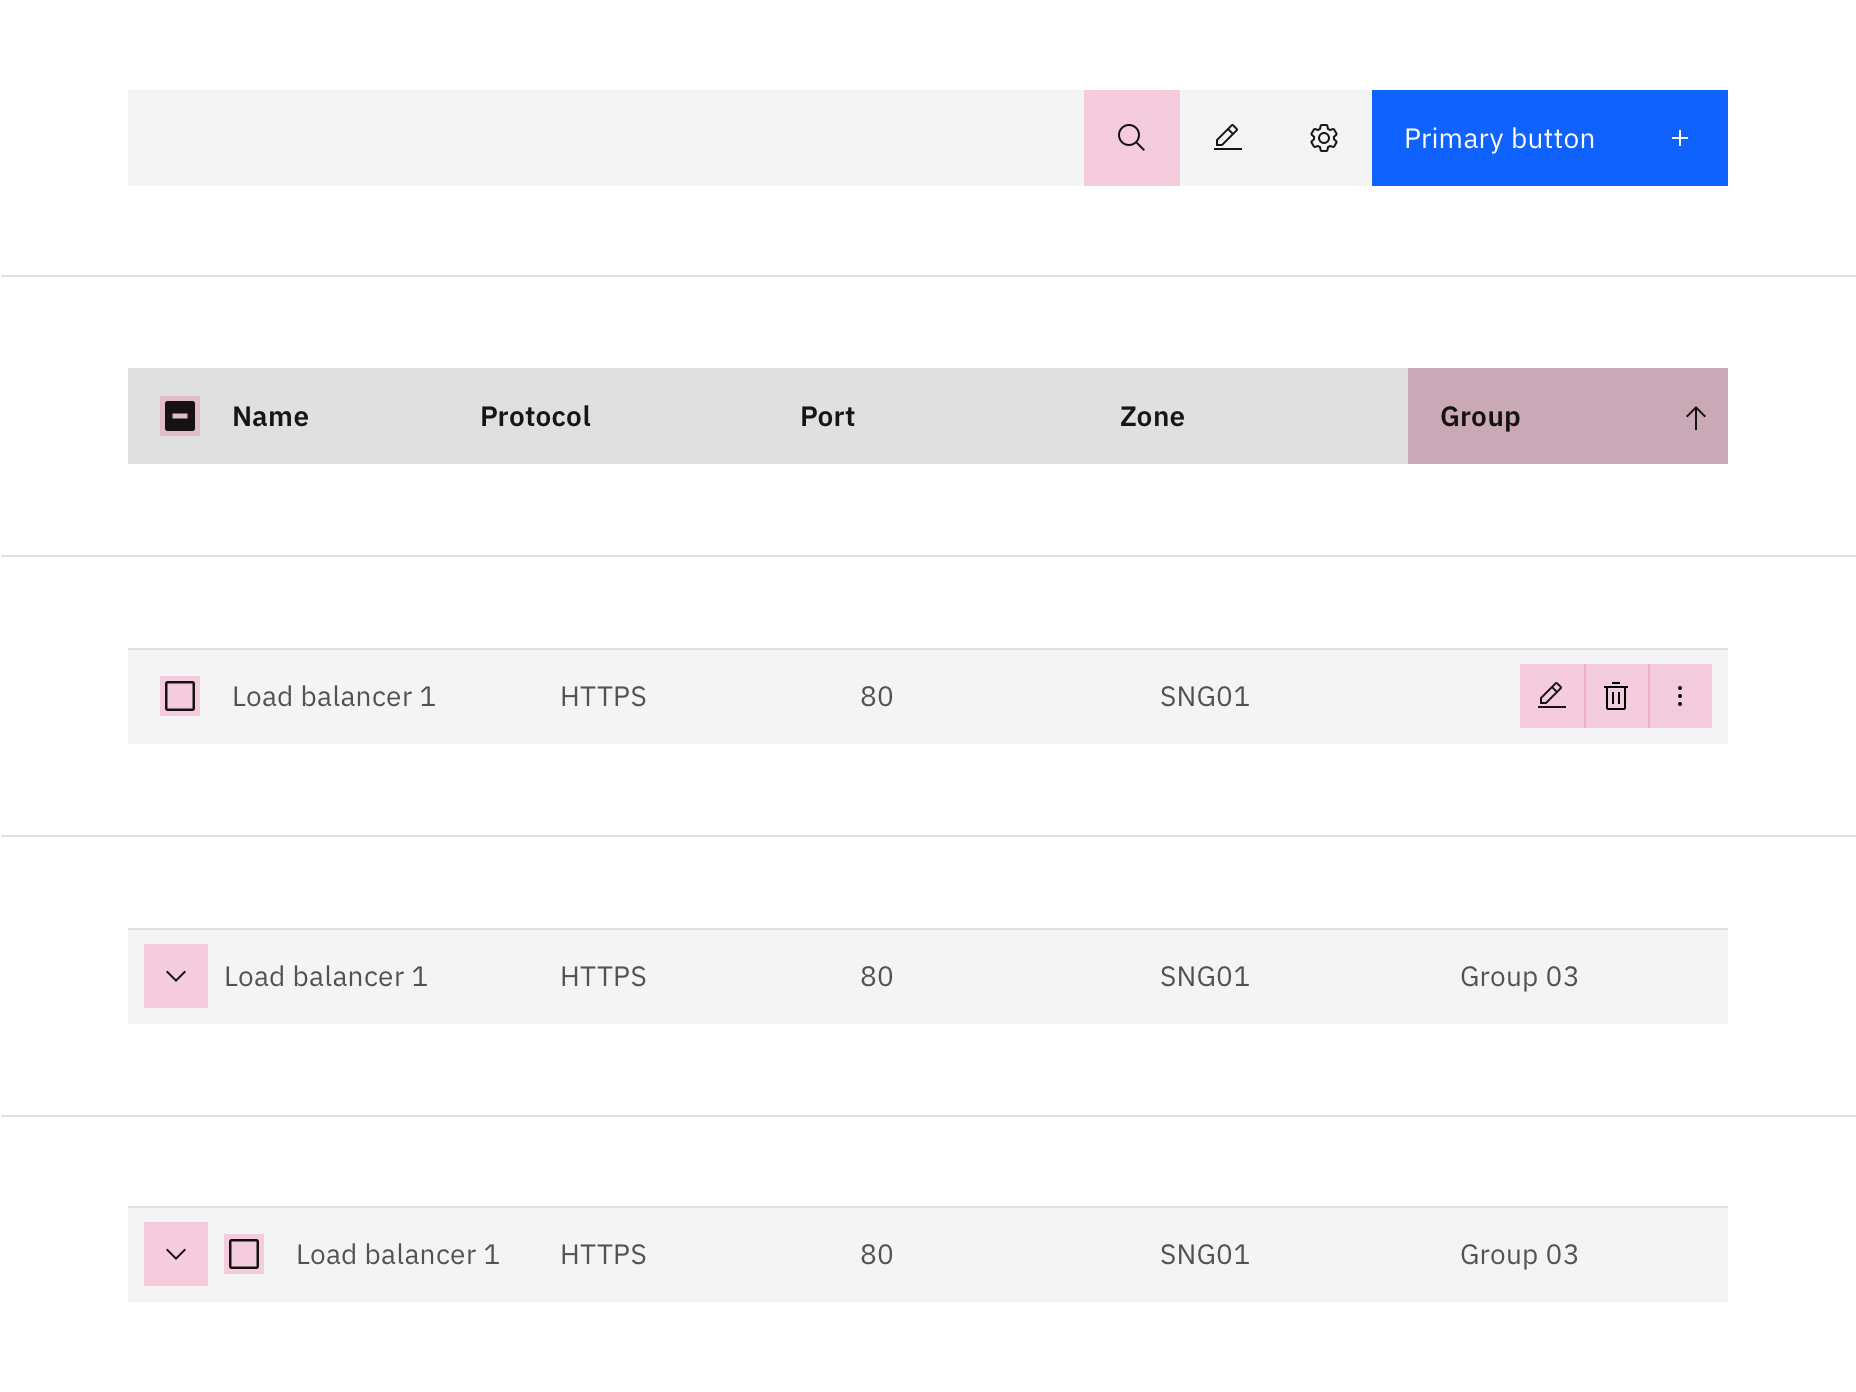 Primary button
Name Protocol Port Zone Group
Load balancer 1 HTTPS 80 SNG01
Load balancer 1 HTTPS 80 SNG01 Group 03
Load balancer 1 HTTPS 80 SNG01 Group 03